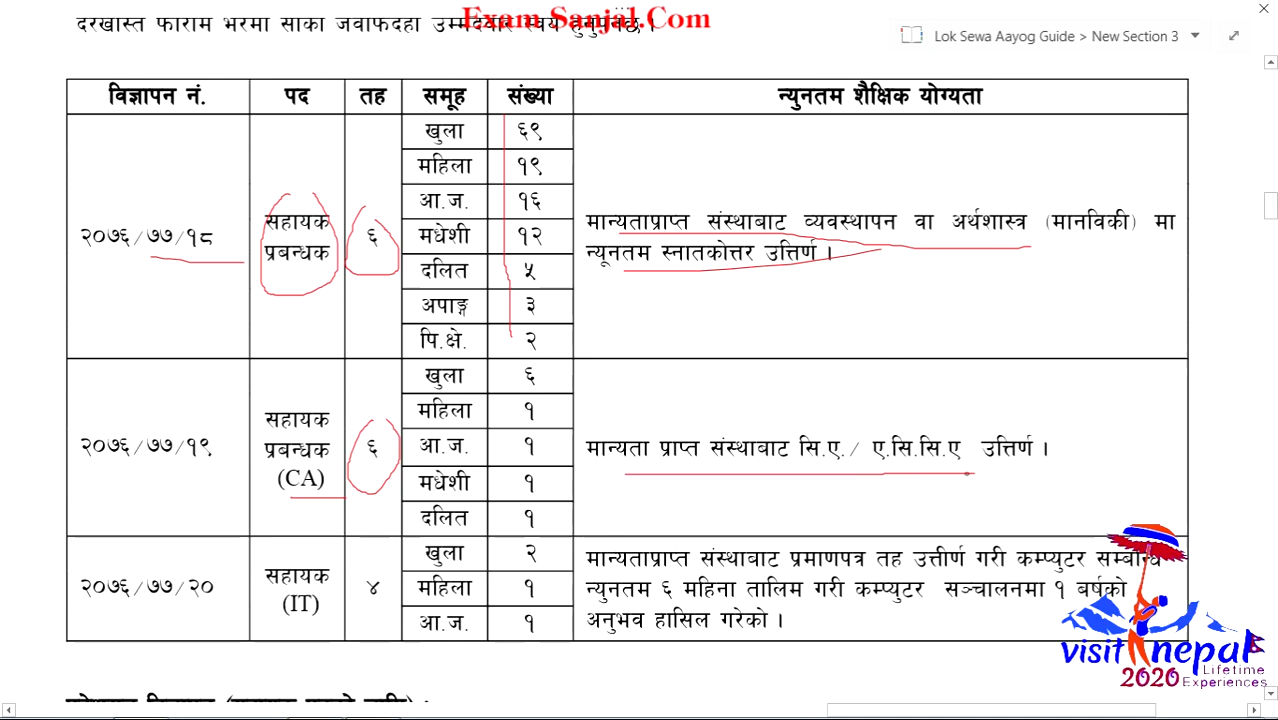 Exam Sanjal.Com
दरखास्त फाराम भरमा साका जवाफदेही उम्मेदवार स्वयं हुनुपर्नेछ ।
Lok Sewa Aayog Guide > New Section 3
विज्ञापन नं. पद तह समूह संख्या न्युनतम शैक्षिक योग्यता
२०७६/७७/१८ सहायक प्रबन्धक ६
खुला ६९
महिला १९
आ.ज. १६
मधेशी १२
दलित ५
अपाङ्ग ३
पि.क्षे. २
मान्यताप्राप्त संस्थाबाट व्यवस्थापन वा अर्थशास्त्र (मानविकी) मा
न्यूनतम स्नातकोत्तर उत्तिर्ण ।
२०७६/७७/१९ सहायक प्रबन्धक (CA) ६
खुला ६
महिला १
आ.ज. १
मधेशी १
दलित १
मान्यता प्राप्त संस्थाबाट सि.ए./ ए.सि.सि.ए उत्तिर्ण ।
२०७६/७७/२० सहायक (IT) ४
खुला २
महिला १
आ.ज. १
मान्यताप्राप्त संस्थाबाट प्रमाणपत्र तह उत्तीर्ण गरी कम्प्युटर सम्बन्धि
न्युनतम ६ महिना तालिम गरी कम्प्युटर सञ्चालनमा १ बर्षको
अनुभव हासिल गरेको ।
visit nepal
2020 Lifetime
Experiences